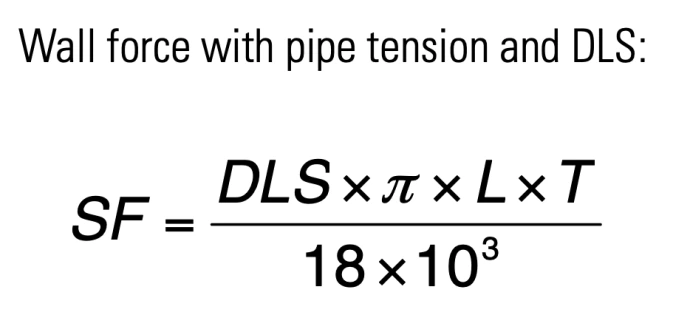 Wall force with pipe tension and DLS:
SF = DLS × π × L × T / 18 × 10³